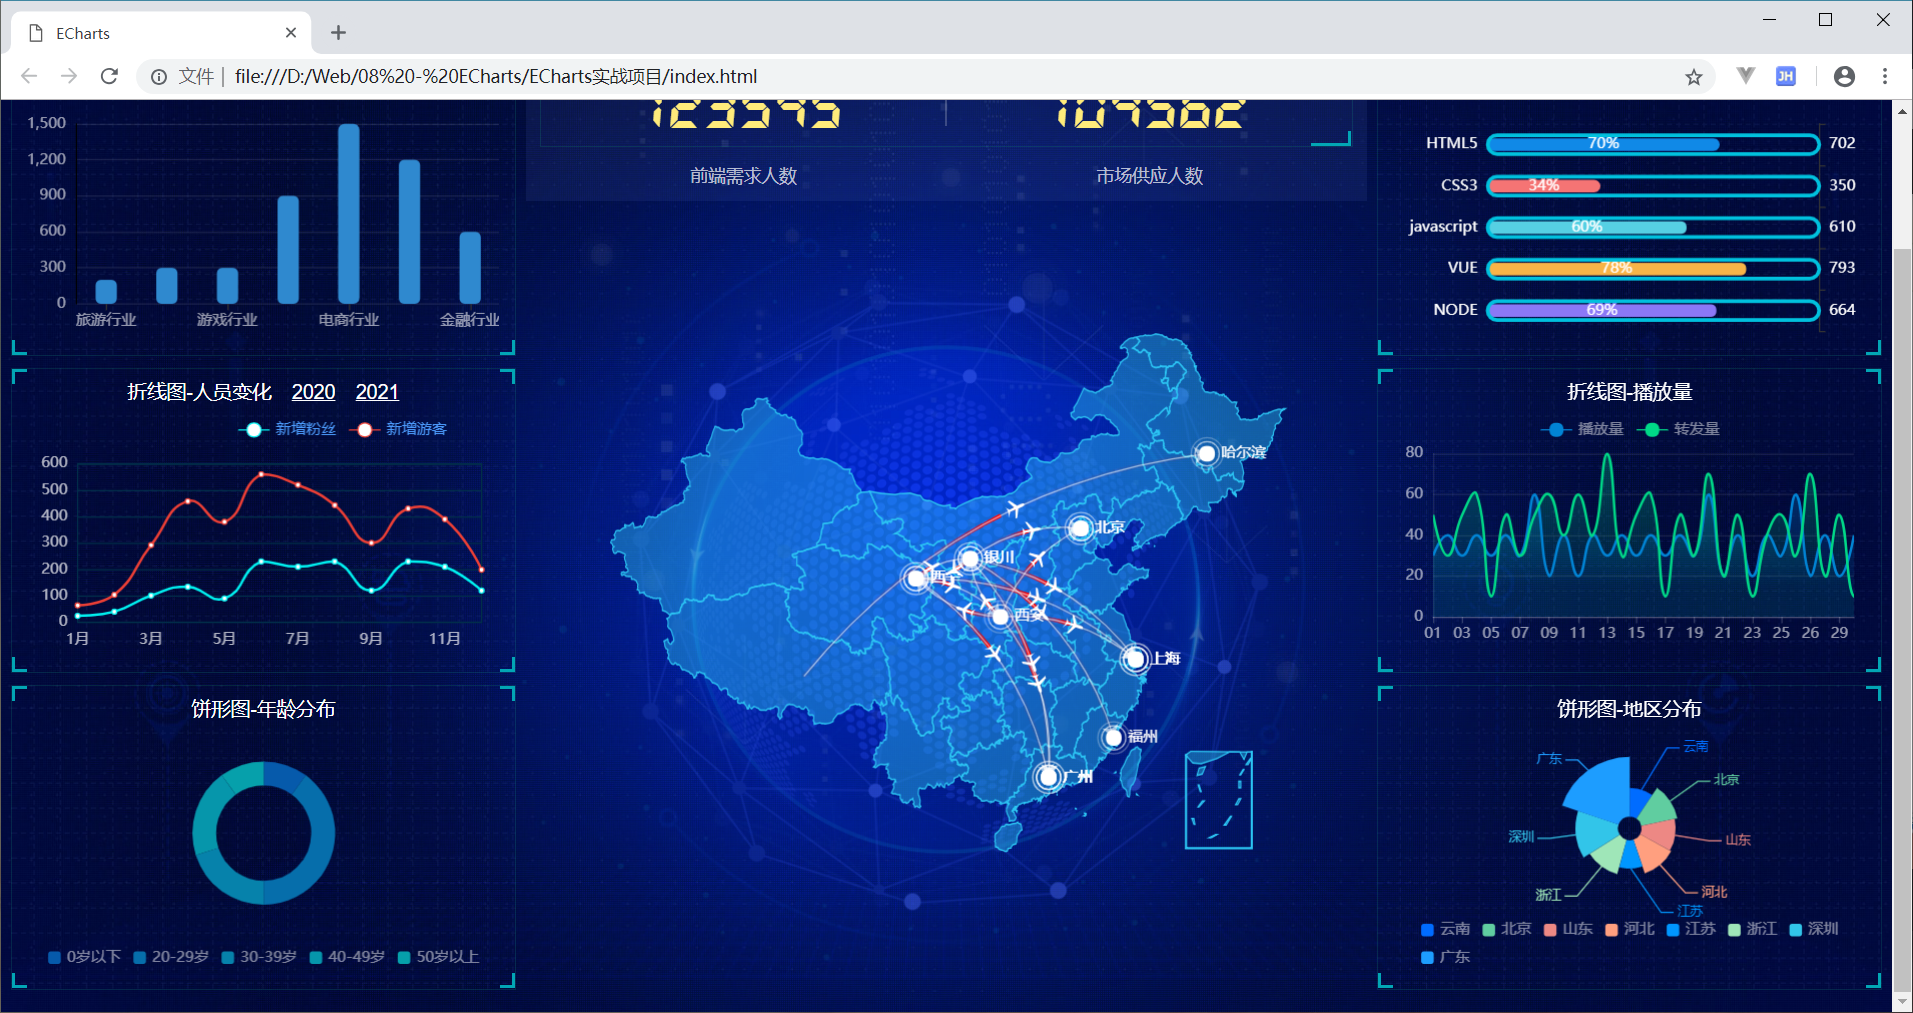 ECharts
文件 | file:///D:/Web/08%20-%20ECharts/ECharts实战项目/index.html
JH
1,500
1,200
900
600
300
0
旅游行业 游戏行业 电商行业 金融行业
折线图-人员变化 2020 2021
新增粉丝 新增游客
600
500
400
300
200
100
0
1月 3月 5月 7月 9月 11月
饼形图-年龄分布
0岁以下 20-29岁 30-39岁 40-49岁 50岁以上
123595 109582
前端需求人数 市场供应人数
哈尔滨
北京
银川
西宁
西安
上海
福州
广州
HTML5 70% 702
CSS3 34% 350
javascript 60% 610
VUE 78% 793
NODE 69% 664
折线图-播放量
播放量 转发量
80
60
40
20
0
01 03 05 07 09 11 13 15 17 19 21 23 25 26 29
饼形图-地区分布
云南
广东
北京
深圳
山东
浙江
河北
江苏
云南 北京 山东 河北 江苏 浙江 深圳
广东